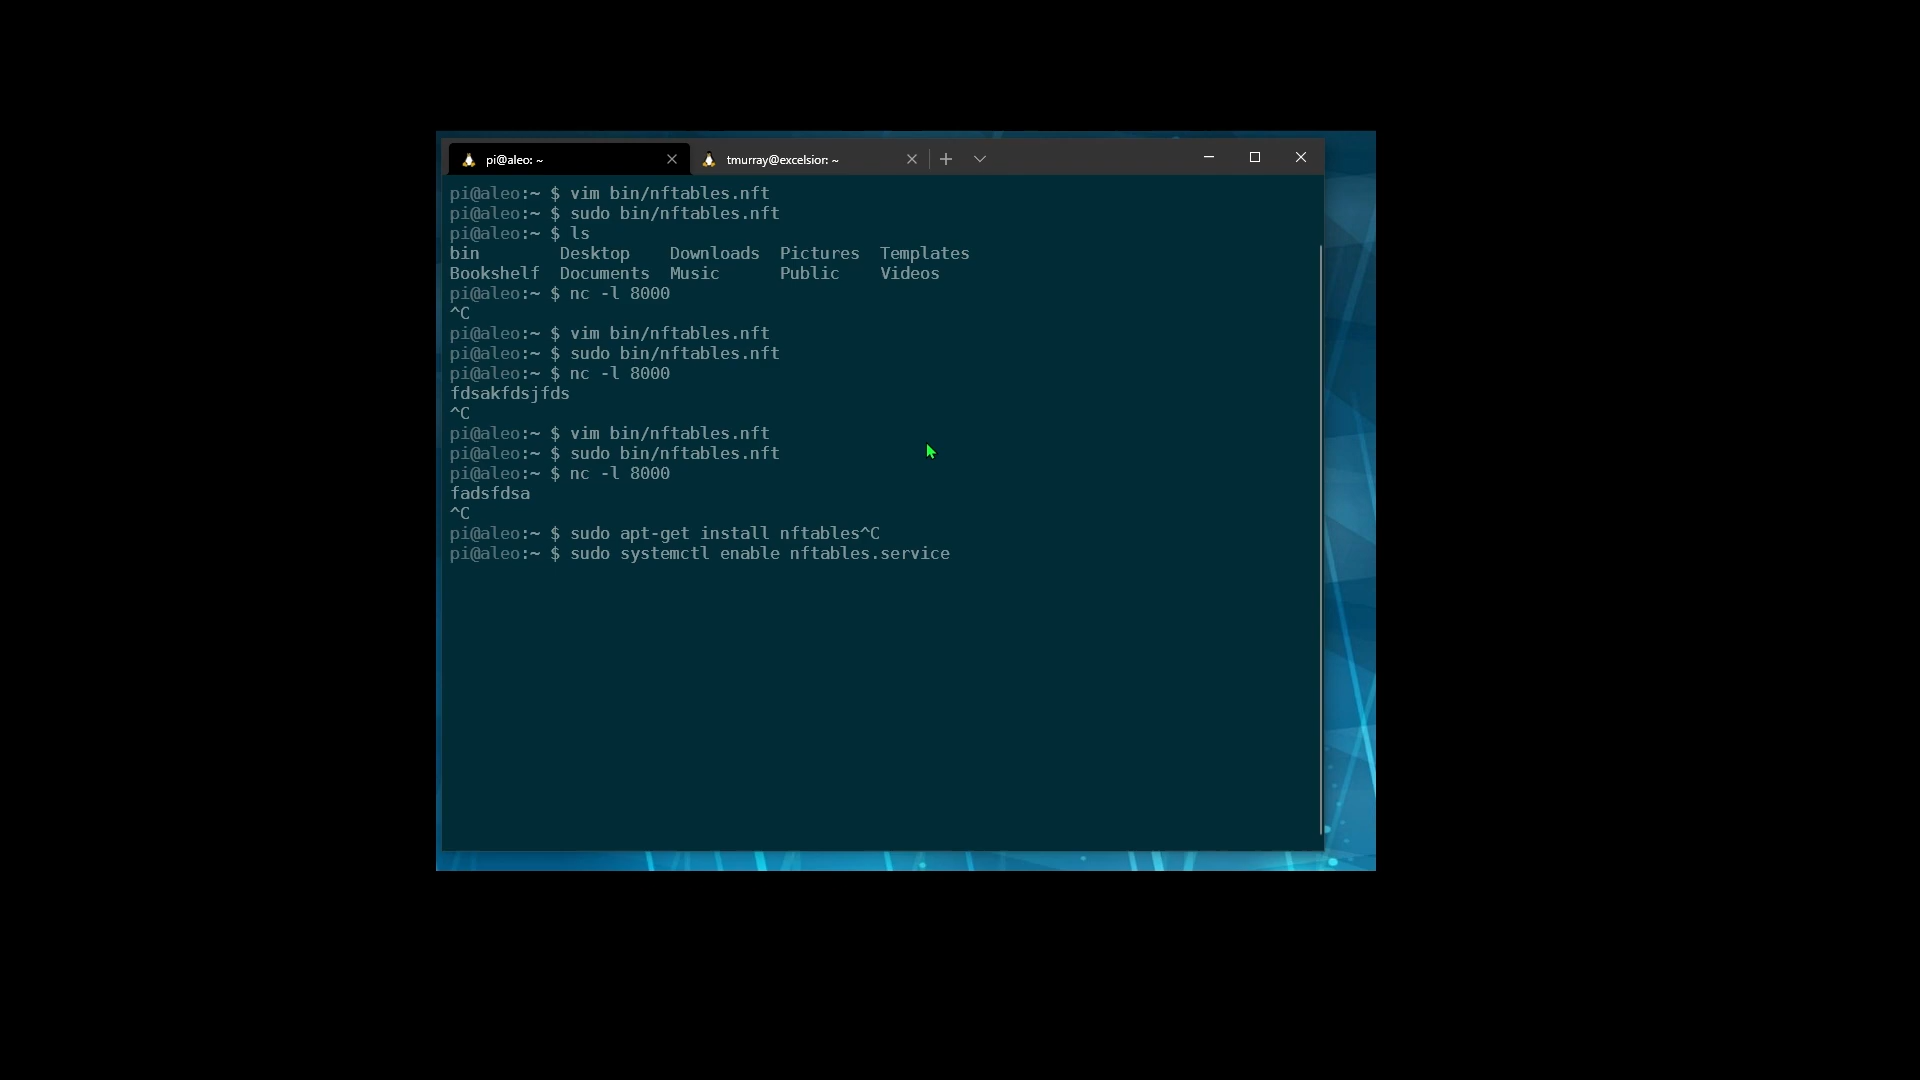 pi@aleo: ~
tmurray@excelsior: ~
pi@aleo:~ $ vim bin/nftables.nft
pi@aleo:~ $ sudo bin/nftables.nft
pi@aleo:~ $ ls
bin        Desktop    Downloads  Pictures  Templates
Bookshelf  Documents  Music      Public    Videos
pi@aleo:~ $ nc -l 8000
^C
pi@aleo:~ $ vim bin/nftables.nft
pi@aleo:~ $ sudo bin/nftables.nft
pi@aleo:~ $ nc -l 8000
fdsakfdsjfds
^C
pi@aleo:~ $ vim bin/nftables.nft
pi@aleo:~ $ sudo bin/nftables.nft
pi@aleo:~ $ nc -l 8000
fadsfdsa
^C
pi@aleo:~ $ sudo apt-get install nftables^C
pi@aleo:~ $ sudo systemctl enable nftables.service